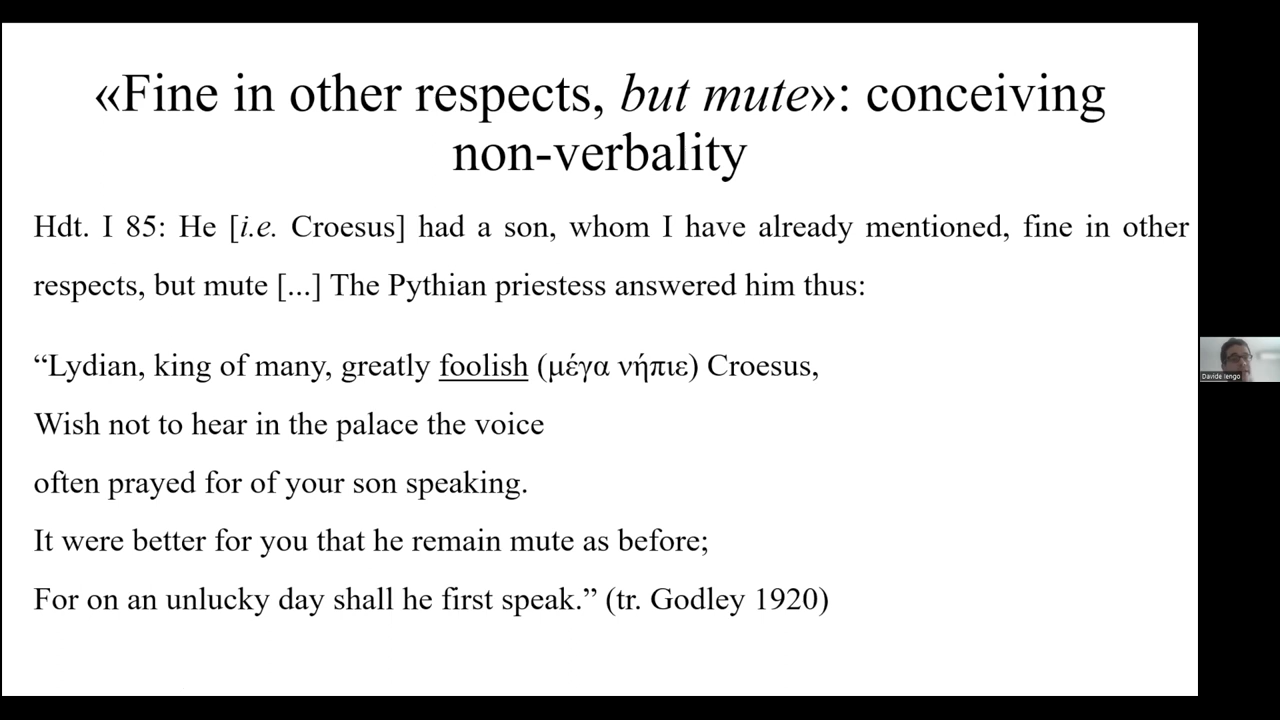 «Fine in other respects, but mute»: conceiving
non-verbality
Hdt. I 85: He [i.e. Croesus] had a son, whom I have already mentioned, fine in other
respects, but mute [...] The Pythian priestess answered him thus:
“Lydian, king of many, greatly foolish (μέγα νήπιε) Croesus,
Wish not to hear in the palace the voice
often prayed for of your son speaking.
It were better for you that he remain mute as before;
For on an unlucky day shall he first speak.” (tr. Godley 1920)
Davide Iengo